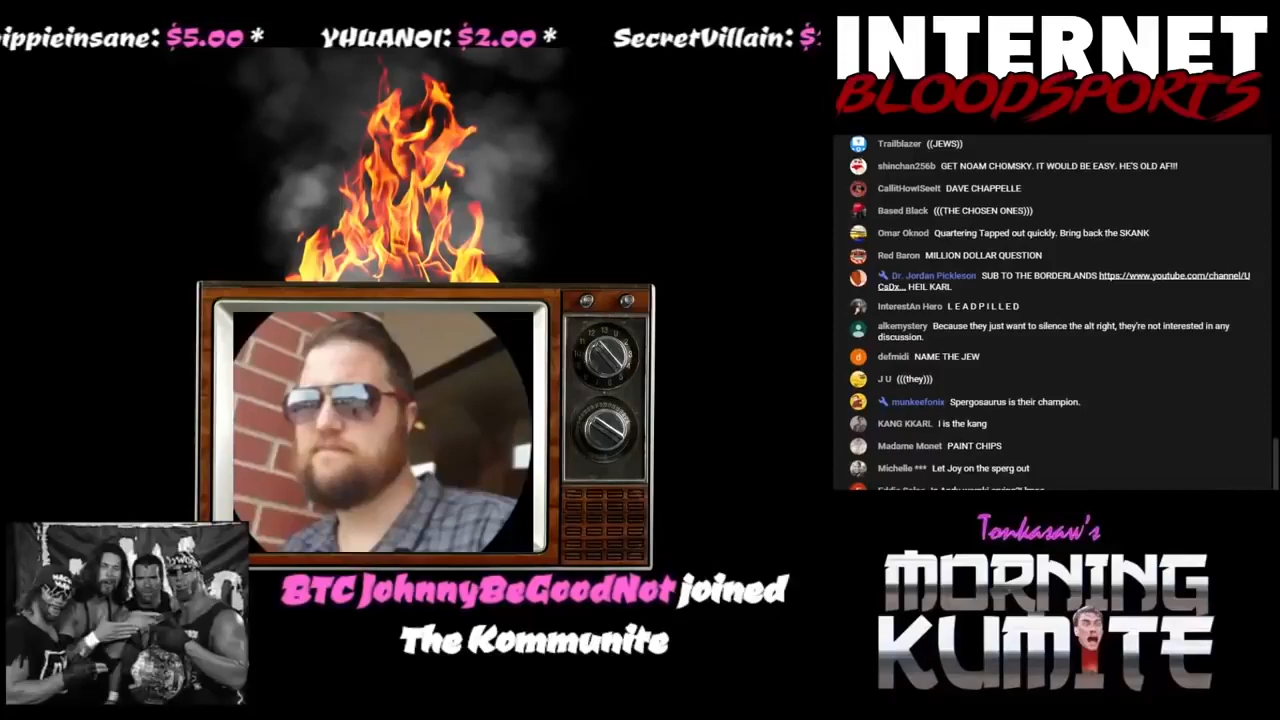 ippieinsane: $5.00 *
YHUANOI: $2.00 *
SecretVillain: $
INTERNET
BLOODSPORTS
Trailblazer ((JEWS))
shinchan256b GET NOAM CHOMSKY. IT WOULD BE EASY. HE'S OLD AF!!!
CallitHowISeeIt DAVE CHAPPELLE
Based Black (((THE CHOSEN ONES)))
Omar Oknod Quartering Tapped out quickly. Bring back the SKANK
Red Baron MILLION DOLLAR QUESTION
Dr. Jordan Pickleson SUB TO THE BORDERLANDS https://www.youtube.com/channel/U
CsDx... HEIL KARL
InterestAn Hero L E A D P I L L E D
alkemystery Because they just want to silence the alt right, they're not interested in any
discussion.
defmidi NAME THE JEW
J U (((they)))
munkeefonix Spergosaurus is their champion.
KANG KKARL I is the kang
Madame Monet PAINT CHIPS
Michelle *** Let Joy on the sperg out
BTC JohnnyBeGoodNot joined
The Kommunite
Tonkasaw's
MORNING
KUMITE